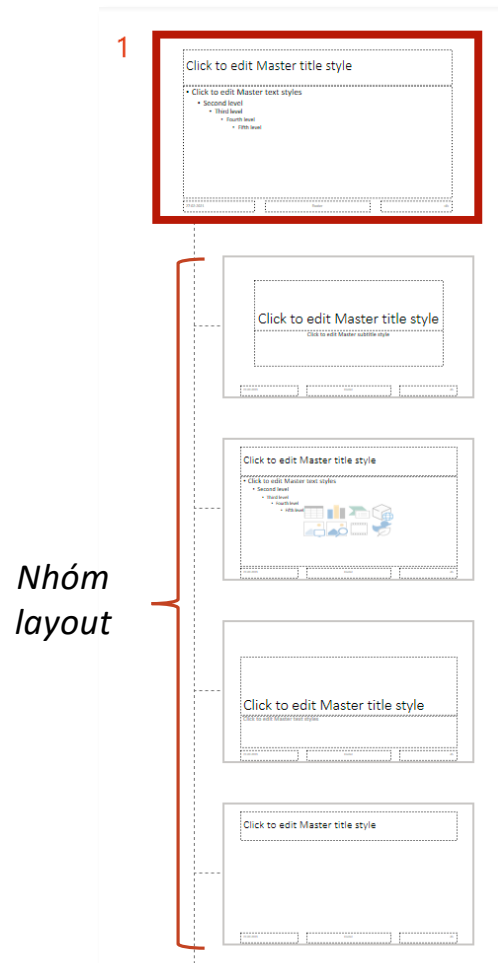 1
Click to edit Master title style
• Click to edit Master text styles
• Second level
• Third level
• Fourth level
• Fifth level
Footer
Click to edit Master title style
Click to edit Master subtitle style
Click to edit Master title style
• Click to edit Master text styles
• Second level
• Third level
• Fourth level
• Fifth level
Nhóm
layout
Click to edit Master title style
Click to edit Master text styles
Click to edit Master title style